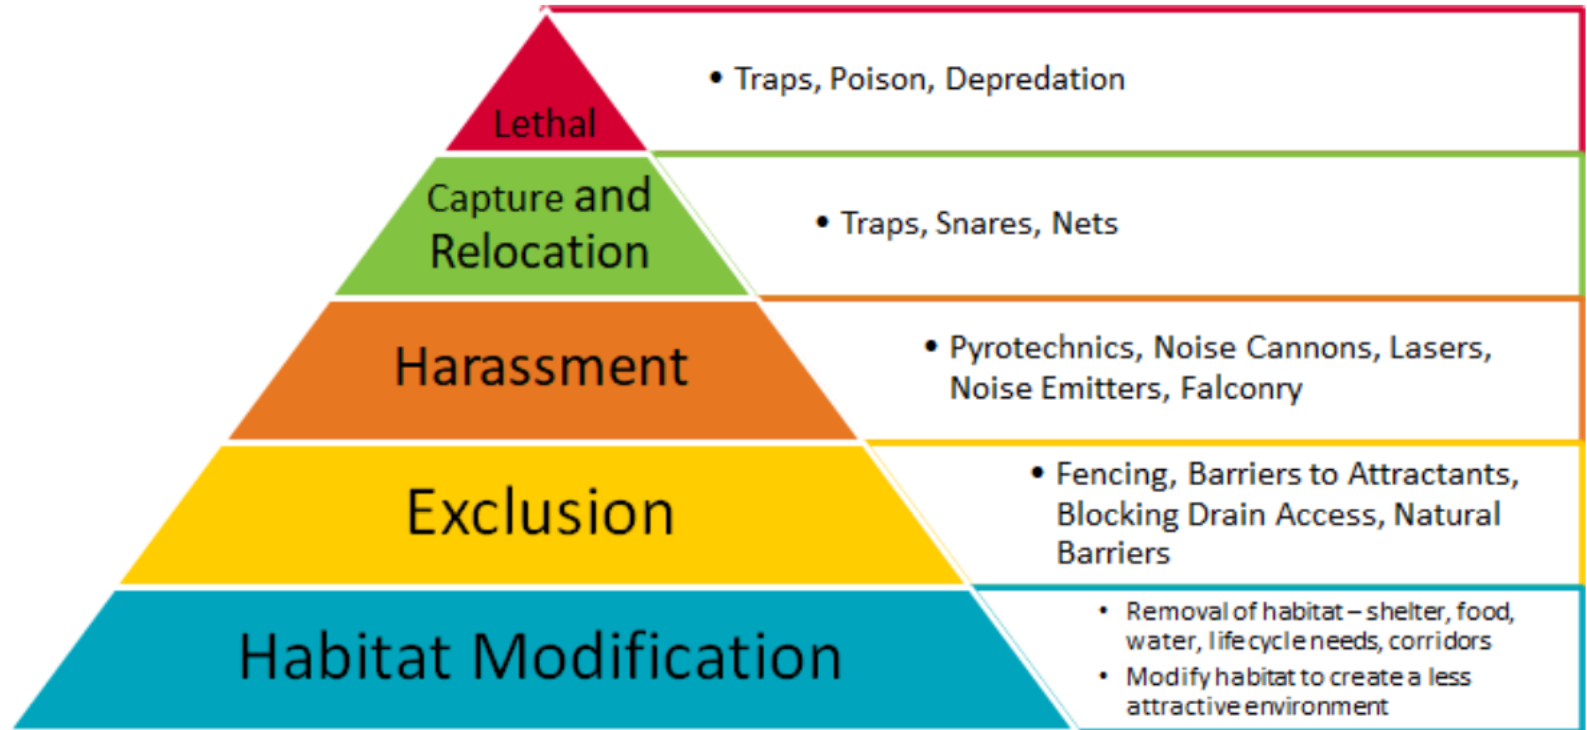 Lethal
• Traps, Poison, Depredation
Capture and
Relocation
• Traps, Snares, Nets
Harassment
• Pyrotechnics, Noise Cannons, Lasers,
Noise Emitters, Falconry
Exclusion
• Fencing, Barriers to Attractants,
Blocking Drain Access, Natural
Barriers
Habitat Modification
• Removal of habitat – shelter, food,
water, life cycle needs, corridors
• Modify habitat to create a less
attractive environment